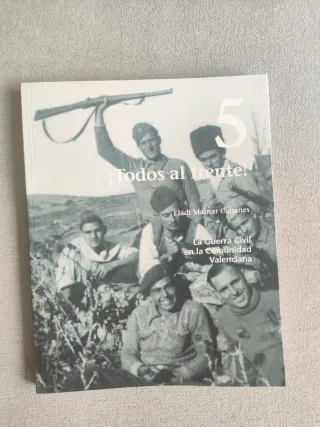 5
¡Todos al frente!
Eladi Mainar Cabanes
La Guerra Civil
en la Comunidad
Valenciana